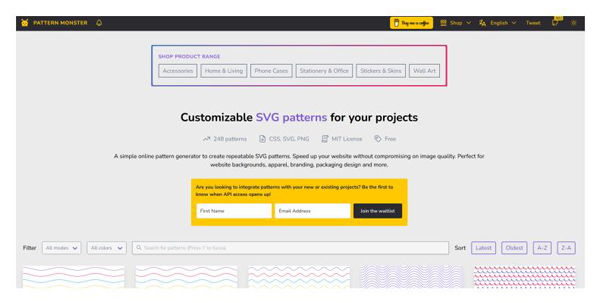 PATTERN MONSTER
Buy me a coffee Shop English Tweet
SHOP PRODUCT RANGE
Accessories Home & Living Phone Cases Stationery & Office Stickers & Skins Wall Art
Customizable SVG patterns for your projects
248 patterns CSS, SVG, PNG MIT License Free
A simple online pattern generator to create repeatable SVG patterns. Speed up your website without compromising on image quality. Perfect for
website backgrounds, apparel, branding, packaging design and more.
Are you looking to integrate patterns with your new or existing projects? Be the first to
know when API access opens up!
First Name Email Address Join the waitlist
Filter All modes All colors Search for patterns (Press '/' to focus) Sort Latest Oldest A-Z Z-A